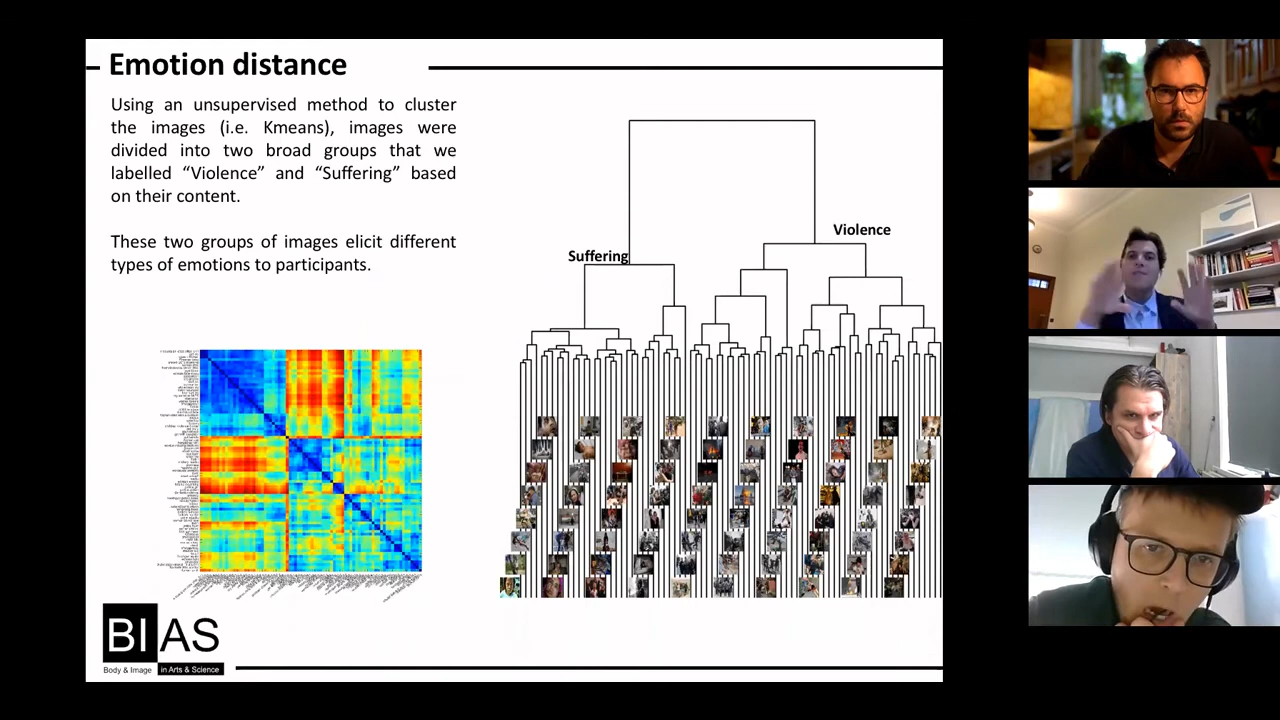 Emotion distance
Using an unsupervised method to cluster
the images (i.e. Kmeans), images were
divided into two broad groups that we
labelled “Violence” and “Suffering” based
on their content.
These two groups of images elicit different
types of emotions to participants.
Violence
Suffering
BIAS
Body & Image in Arts & Science